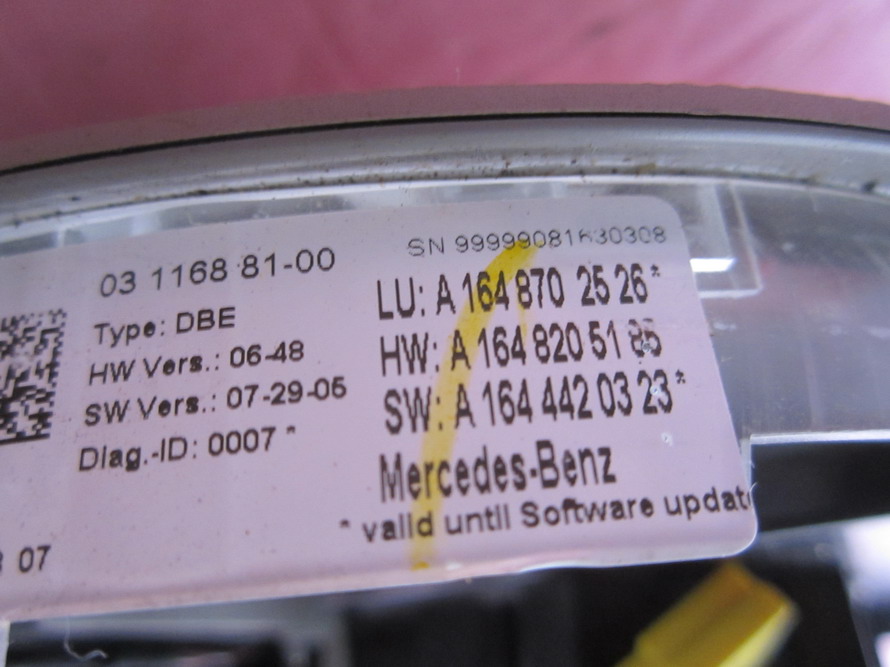 SN 99999081630308
03 1168 81-00
Type: DBE
HW Vers.: 06-48
SW Vers.: 07-29-05
Diag.-ID: 0007 *
LU: A 164 870 25 26*
HW: A 164 820 51 85
SW: A 164 442 03 23*
Mercedes-Benz
* valid until Software update
07